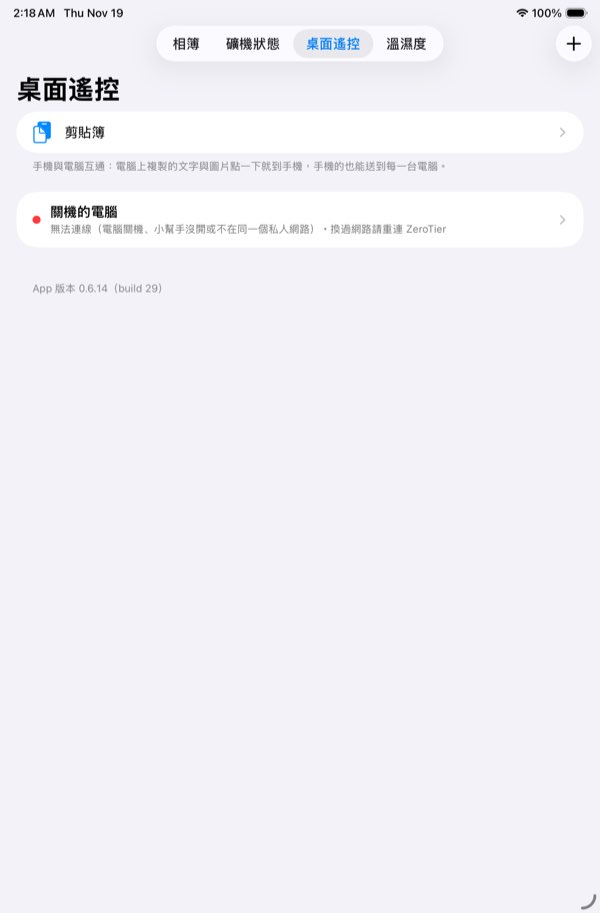 2:18 AM Thu Nov 19
100%
相簿 礦機狀態 桌面遙控 溫濕度
桌面遙控
剪貼簿
手機與電腦互通：電腦上複製的文字與圖片點一下就到手機，手機的也能送到每一台電腦。
關機的電腦
無法連線（電腦關機、小幫手沒開或不在同一個私人網路）・換過網路請重連 ZeroTier
App 版本 0.6.14（build 29）